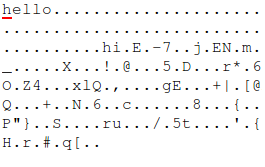 hello.....................
..........................
..........hi.E.-7..j.EN.m.
_.....X...!.@...5.D...r*.6
O.Z4...xlQ.,....gE...+|.[@
Q...+..N.6..c......8...{..
P"}..S....ru.../.5t....'.{
H.r.#.q[..